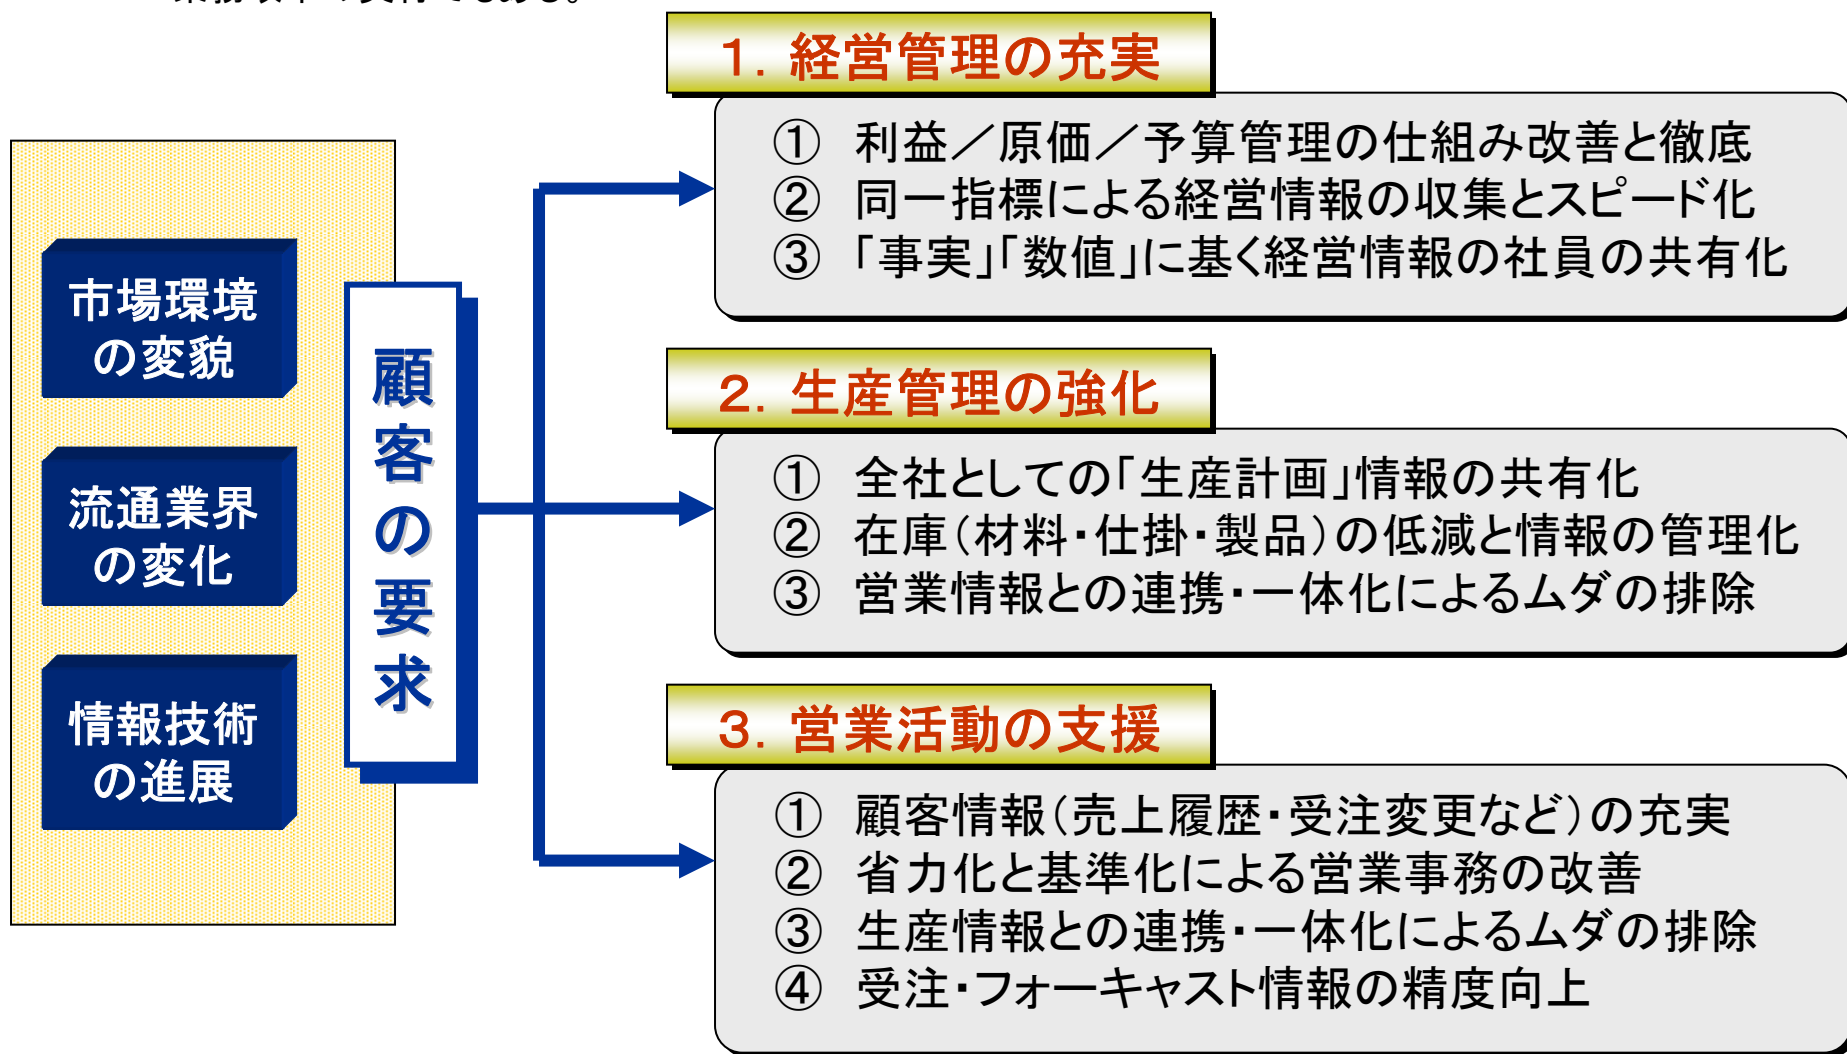 市場環境
の変貌
流通業界
の変化
情報技術
の進展
顧客の要求
1. 経営管理の充実
① 利益/原価/予算管理の仕組み改善と徹底
② 同一指標による経営情報の収集とスピード化
③ 「事実」「数値」に基く経営情報の社員の共有化
2. 生産管理の強化
① 全社としての「生産計画」情報の共有化
② 在庫(材料・仕掛・製品)の低減と情報の管理化
③ 営業情報との連携・一体化によるムダの排除
3. 営業活動の支援
① 顧客情報(売上履歴・受注変更など)の充実
② 省力化と基準化による営業事務の改善
③ 生産情報との連携・一体化によるムダの排除
④ 受注・フォーキャスト情報の精度向上